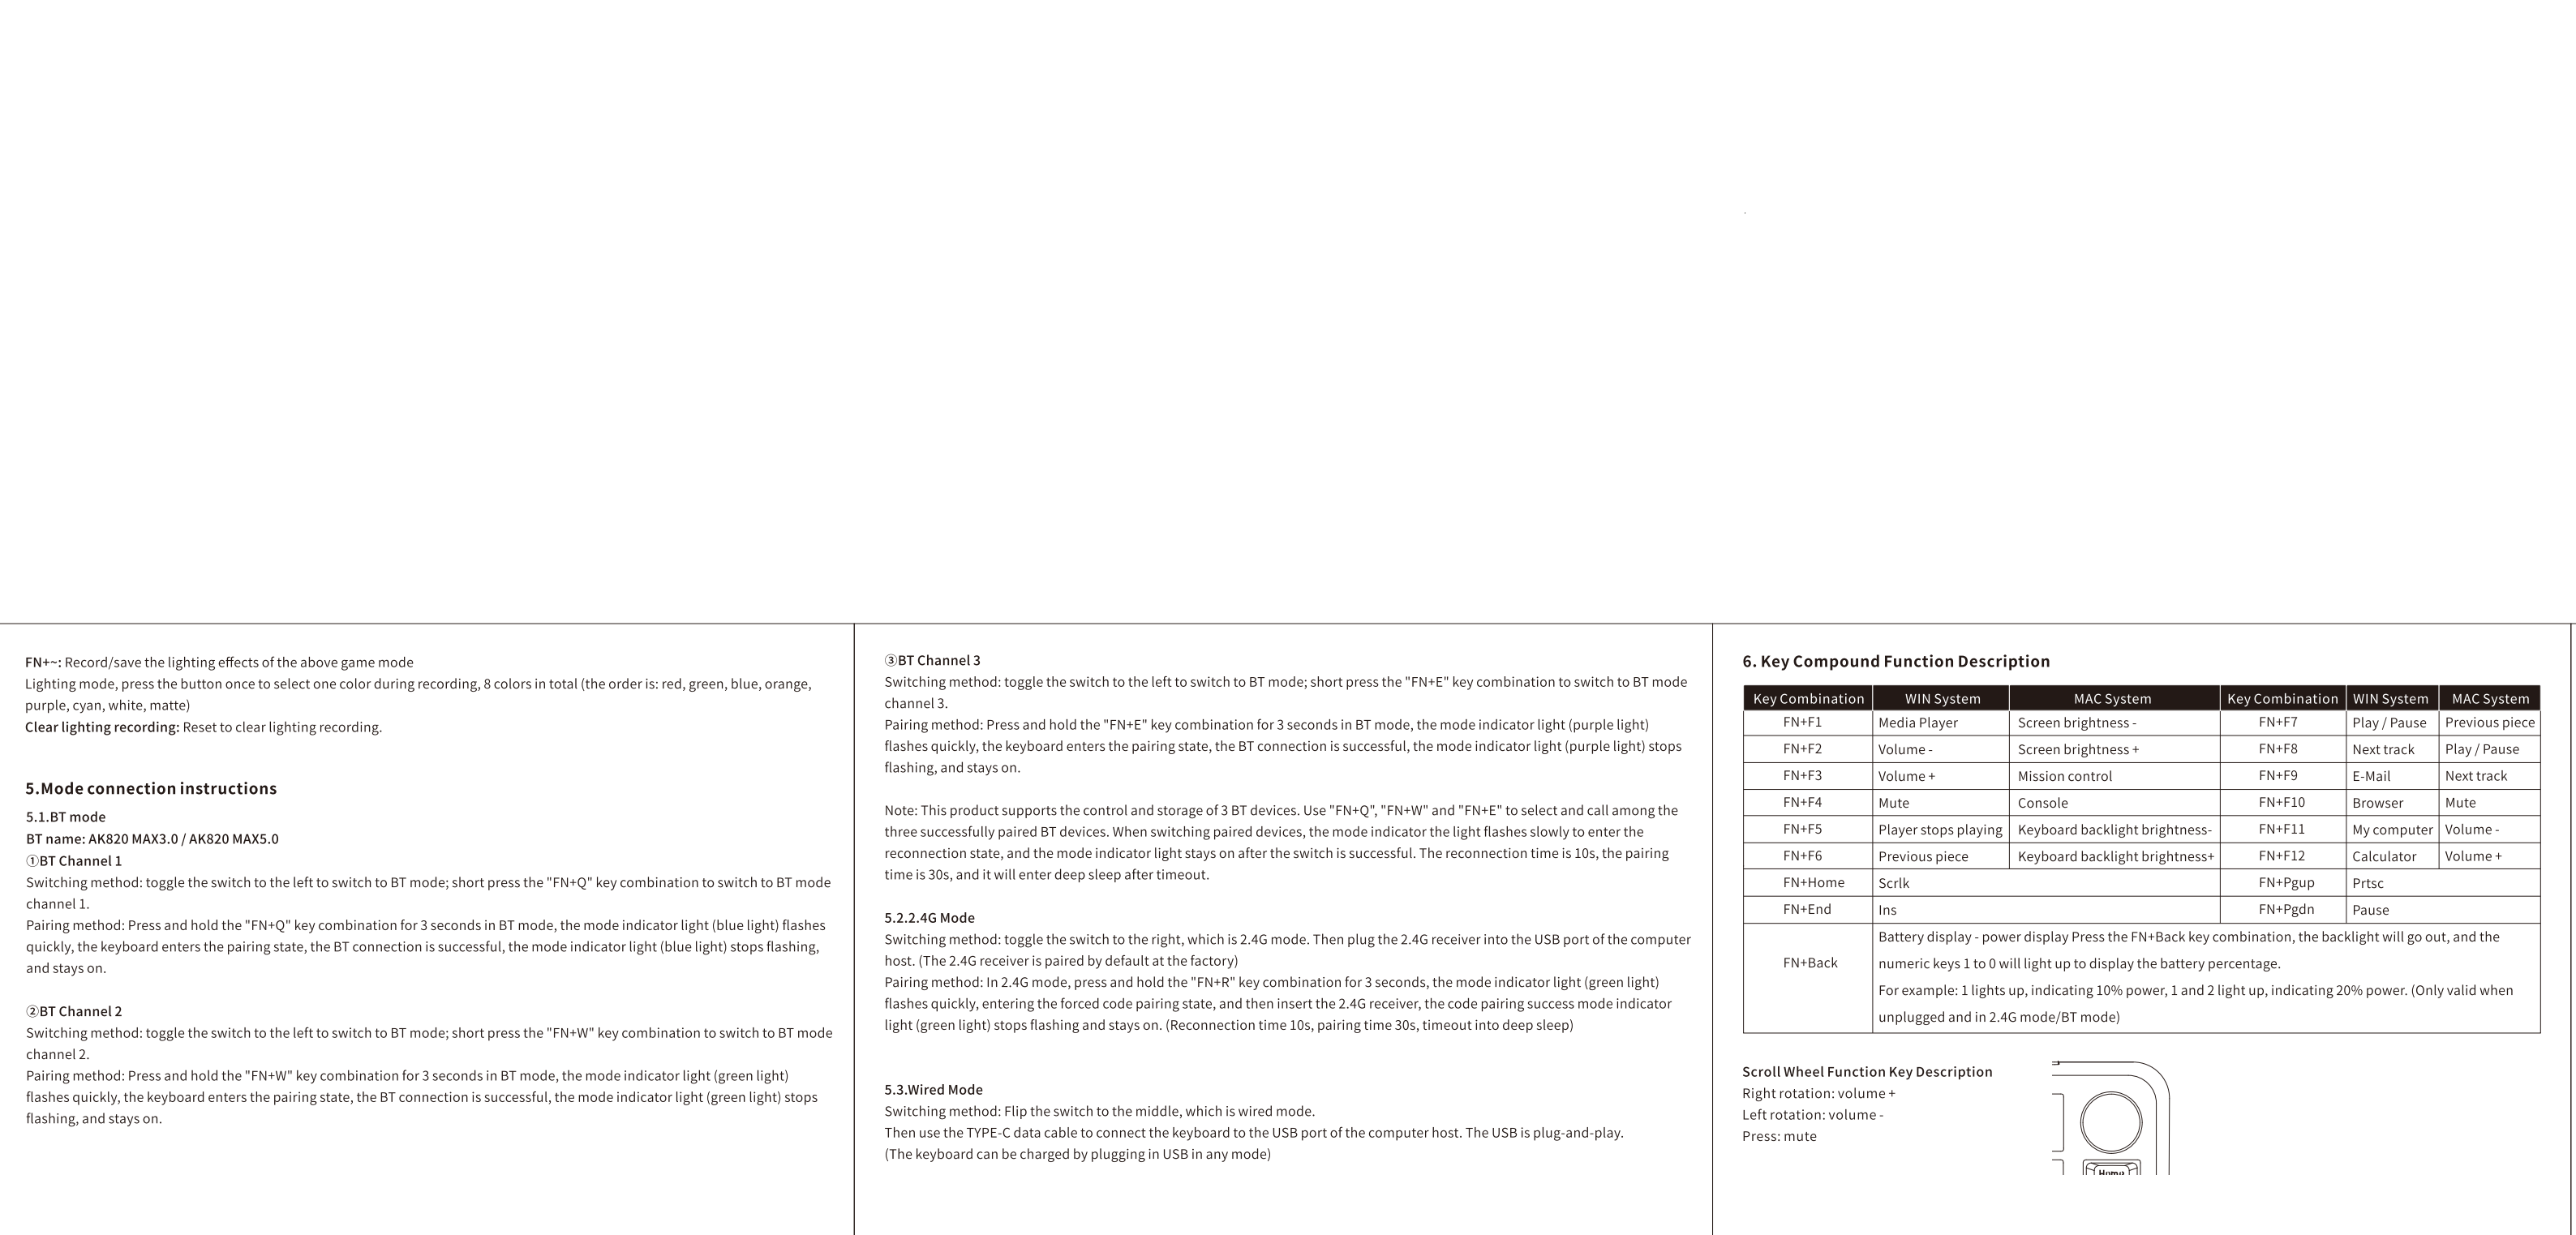 FN+~: Record/save the lighting effects of the above game mode
Lighting mode, press the button once to select one color during recording, 8 colors in total (the order is: red, green, blue, orange,
purple, cyan, white, matte)
Clear lighting recording: Reset to clear lighting recording.
5.Mode connection instructions
5.1.BT mode
BT name: AK820 MAX3.0 / AK820 MAX5.0
①BT Channel 1
Switching method: toggle the switch to the left to switch to BT mode; short press the "FN+Q" key combination to switch to BT mode
channel 1.
Pairing method: Press and hold the "FN+Q" key combination for 3 seconds in BT mode, the mode indicator light (blue light) flashes
quickly, the keyboard enters the pairing state, the BT connection is successful, the mode indicator light (blue light) stops flashing,
and stays on.
②BT Channel 2
Switching method: toggle the switch to the left to switch to BT mode; short press the "FN+W" key combination to switch to BT mode
channel 2.
Pairing method: Press and hold the "FN+W" key combination for 3 seconds in BT mode, the mode indicator light (green light)
flashes quickly, the keyboard enters the pairing state, the BT connection is successful, the mode indicator light (green light) stops
flashing, and stays on.
③BT Channel 3
Switching method: toggle the switch to the left to switch to BT mode; short press the "FN+E" key combination to switch to BT mode
channel 3.
Pairing method: Press and hold the "FN+E" key combination for 3 seconds in BT mode, the mode indicator light (purple light)
flashes quickly, the keyboard enters the pairing state, the BT connection is successful, the mode indicator light (purple light) stops
flashing, and stays on.
Note: This product supports the control and storage of 3 BT devices. Use "FN+Q", "FN+W" and "FN+E" to select and call among the
three successfully paired BT devices. When switching paired devices, the mode indicator the light flashes slowly to enter the
reconnection state, and the mode indicator light stays on after the switch is successful. The reconnection time is 10s, the pairing
time is 30s, and it will enter deep sleep after timeout.
5.2.2.4G Mode
Switching method: toggle the switch to the right, which is 2.4G mode. Then plug the 2.4G receiver into the USB port of the computer
host. (The 2.4G receiver is paired by default at the factory)
Pairing method: In 2.4G mode, press and hold the "FN+R" key combination for 3 seconds, the mode indicator light (green light)
flashes quickly, entering the forced code pairing state, and then insert the 2.4G receiver, the code pairing success mode indicator
light (green light) stops flashing and stays on. (Reconnection time 10s, pairing time 30s, timeout into deep sleep)
5.3.Wired Mode
Switching method: Flip the switch to the middle, which is wired mode.
Then use the TYPE-C data cable to connect the keyboard to the USB port of the computer host. The USB is plug-and-play.
(The keyboard can be charged by plugging in USB in any mode)
6. Key Compound Function Description
Key Combination WIN System MAC System Key Combination WIN System MAC System
FN+F1 Media Player Screen brightness - FN+F7 Play / Pause Previous piece
FN+F2 Volume - Screen brightness + FN+F8 Next track Play / Pause
FN+F3 Volume + Mission control FN+F9 E-Mail Next track
FN+F4 Mute Console FN+F10 Browser Mute
FN+F5 Player stops playing Keyboard backlight brightness- FN+F11 My computer Volume -
FN+F6 Previous piece Keyboard backlight brightness+ FN+F12 Calculator Volume +
FN+Home Scrlk FN+Pgup Prtsc
FN+End Ins FN+Pgdn Pause
FN+Back Battery display - power display Press the FN+Back key combination, the backlight will go out, and the
numeric keys 1 to 0 will light up to display the battery percentage.
For example: 1 lights up, indicating 10% power, 1 and 2 light up, indicating 20% power. (Only valid when
unplugged and in 2.4G mode/BT mode)
Scroll Wheel Function Key Description
Right rotation: volume +
Left rotation: volume -
Press: mute
Home